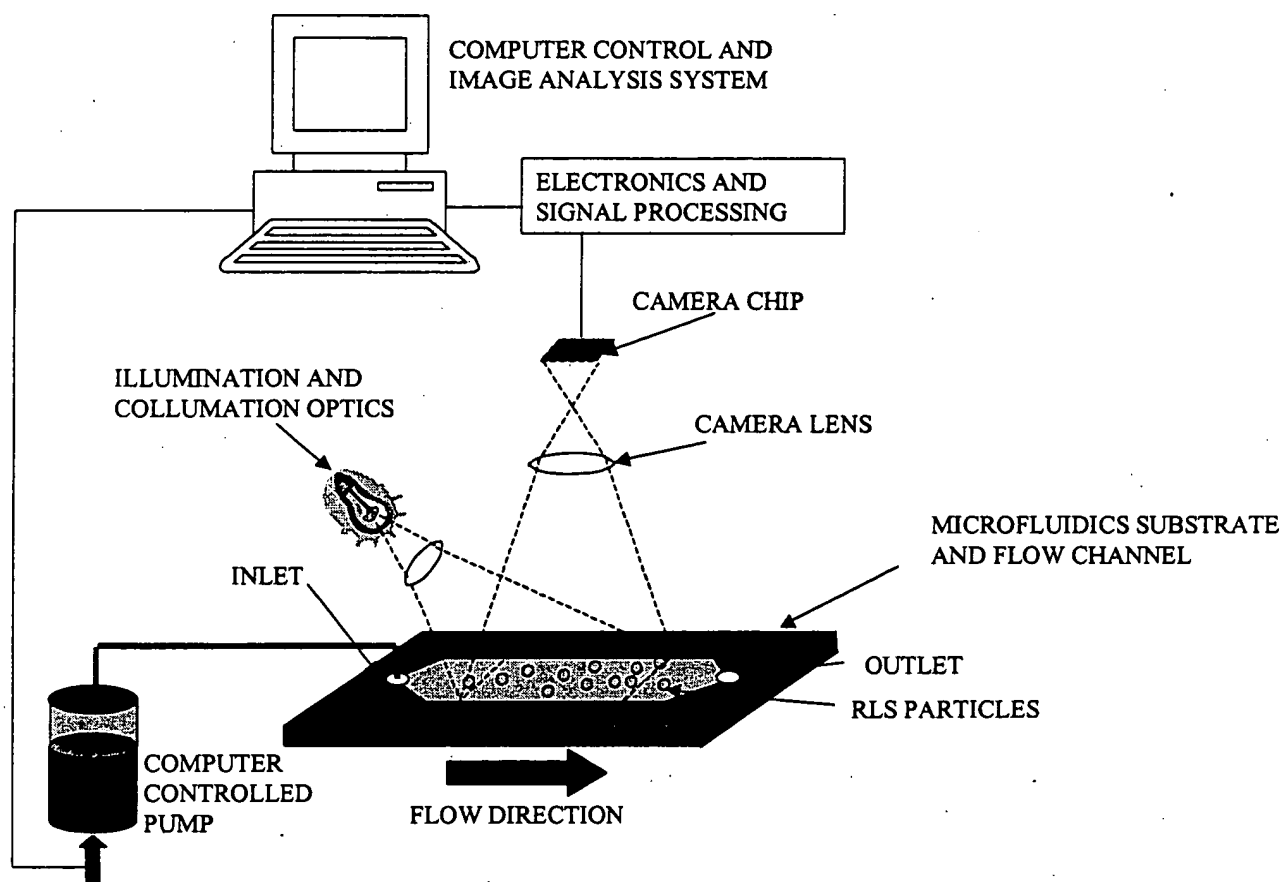 COMPUTER CONTROL AND
IMAGE ANALYSIS SYSTEM
ELECTRONICS AND
SIGNAL PROCESSING
CAMERA CHIP
ILLUMINATION AND
COLLUMATION OPTICS
CAMERA LENS
MICROFLUIDICS SUBSTRATE
AND FLOW CHANNEL
INLET
OUTLET
RLS PARTICLES
COMPUTER
CONTROLLED
PUMP
FLOW DIRECTION